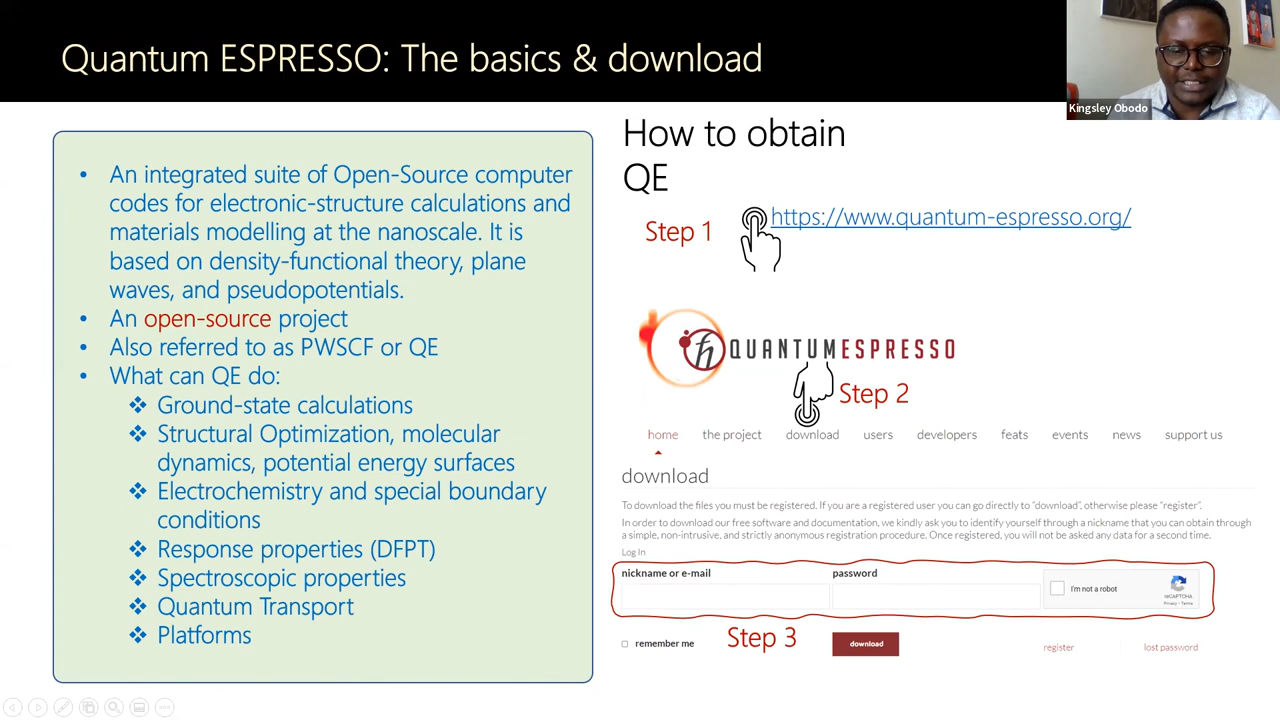 Quantum ESPRESSO: The basics & download
Kingsley Obodo
• An integrated suite of Open-Source computer
codes for electronic-structure calculations and
materials modelling at the nanoscale. It is
based on density-functional theory, plane
waves, and pseudopotentials.
• An open-source project
• Also referred to as PWSCF or QE
• What can QE do:
❖ Ground-state calculations
❖ Structural Optimization, molecular
dynamics, potential energy surfaces
❖ Electrochemistry and special boundary
conditions
❖ Response properties (DFPT)
❖ Spectroscopic properties
❖ Quantum Transport
❖ Platforms
How to obtain
QE
Step 1
https://www.quantum-espresso.org/
QUANTUMESPRESSO
Step 2
home the project download users developers feats events news support us
download
To download the files you must be registered. If you are a registered user you can go directly to "download", otherwise please "register".
In order to download our free software and documentation, we kindly ask you to identify yourself through a nickname that you can obtain through
a simple, non-intrusive, and strictly anonymous registration procedure. Once registered, you will not be asked any data for a second time.
Log In
nickname or e-mail password
I'm not a robot
reCAPTCHA
Privacy - Terms
remember me Step 3 download register lost password